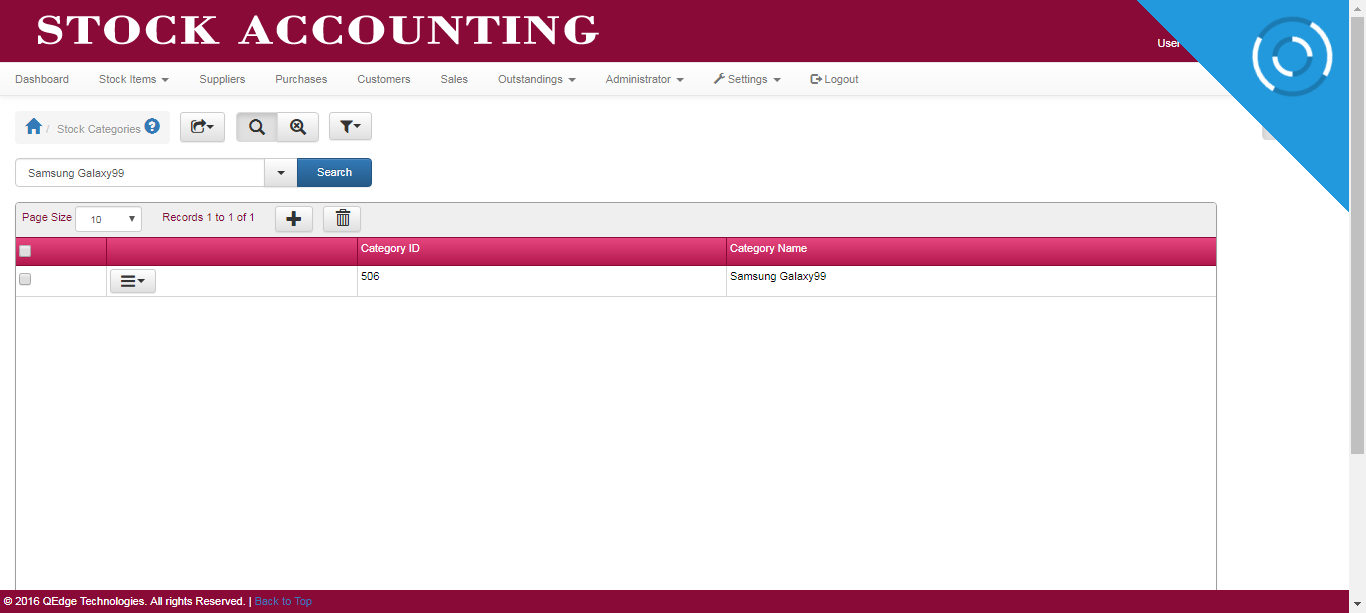 STOCK ACCOUNTING
User
Dashboard Stock Items Suppliers Purchases Customers Sales Outstandings Administrator Settings Logout
/ Stock Categories ?
Samsung Galaxy99 Search
Page Size 10 Records 1 to 1 of 1
Category ID Category Name
506 Samsung Galaxy99
© 2016 QEdge Technologies. All rights Reserved. | Back to Top